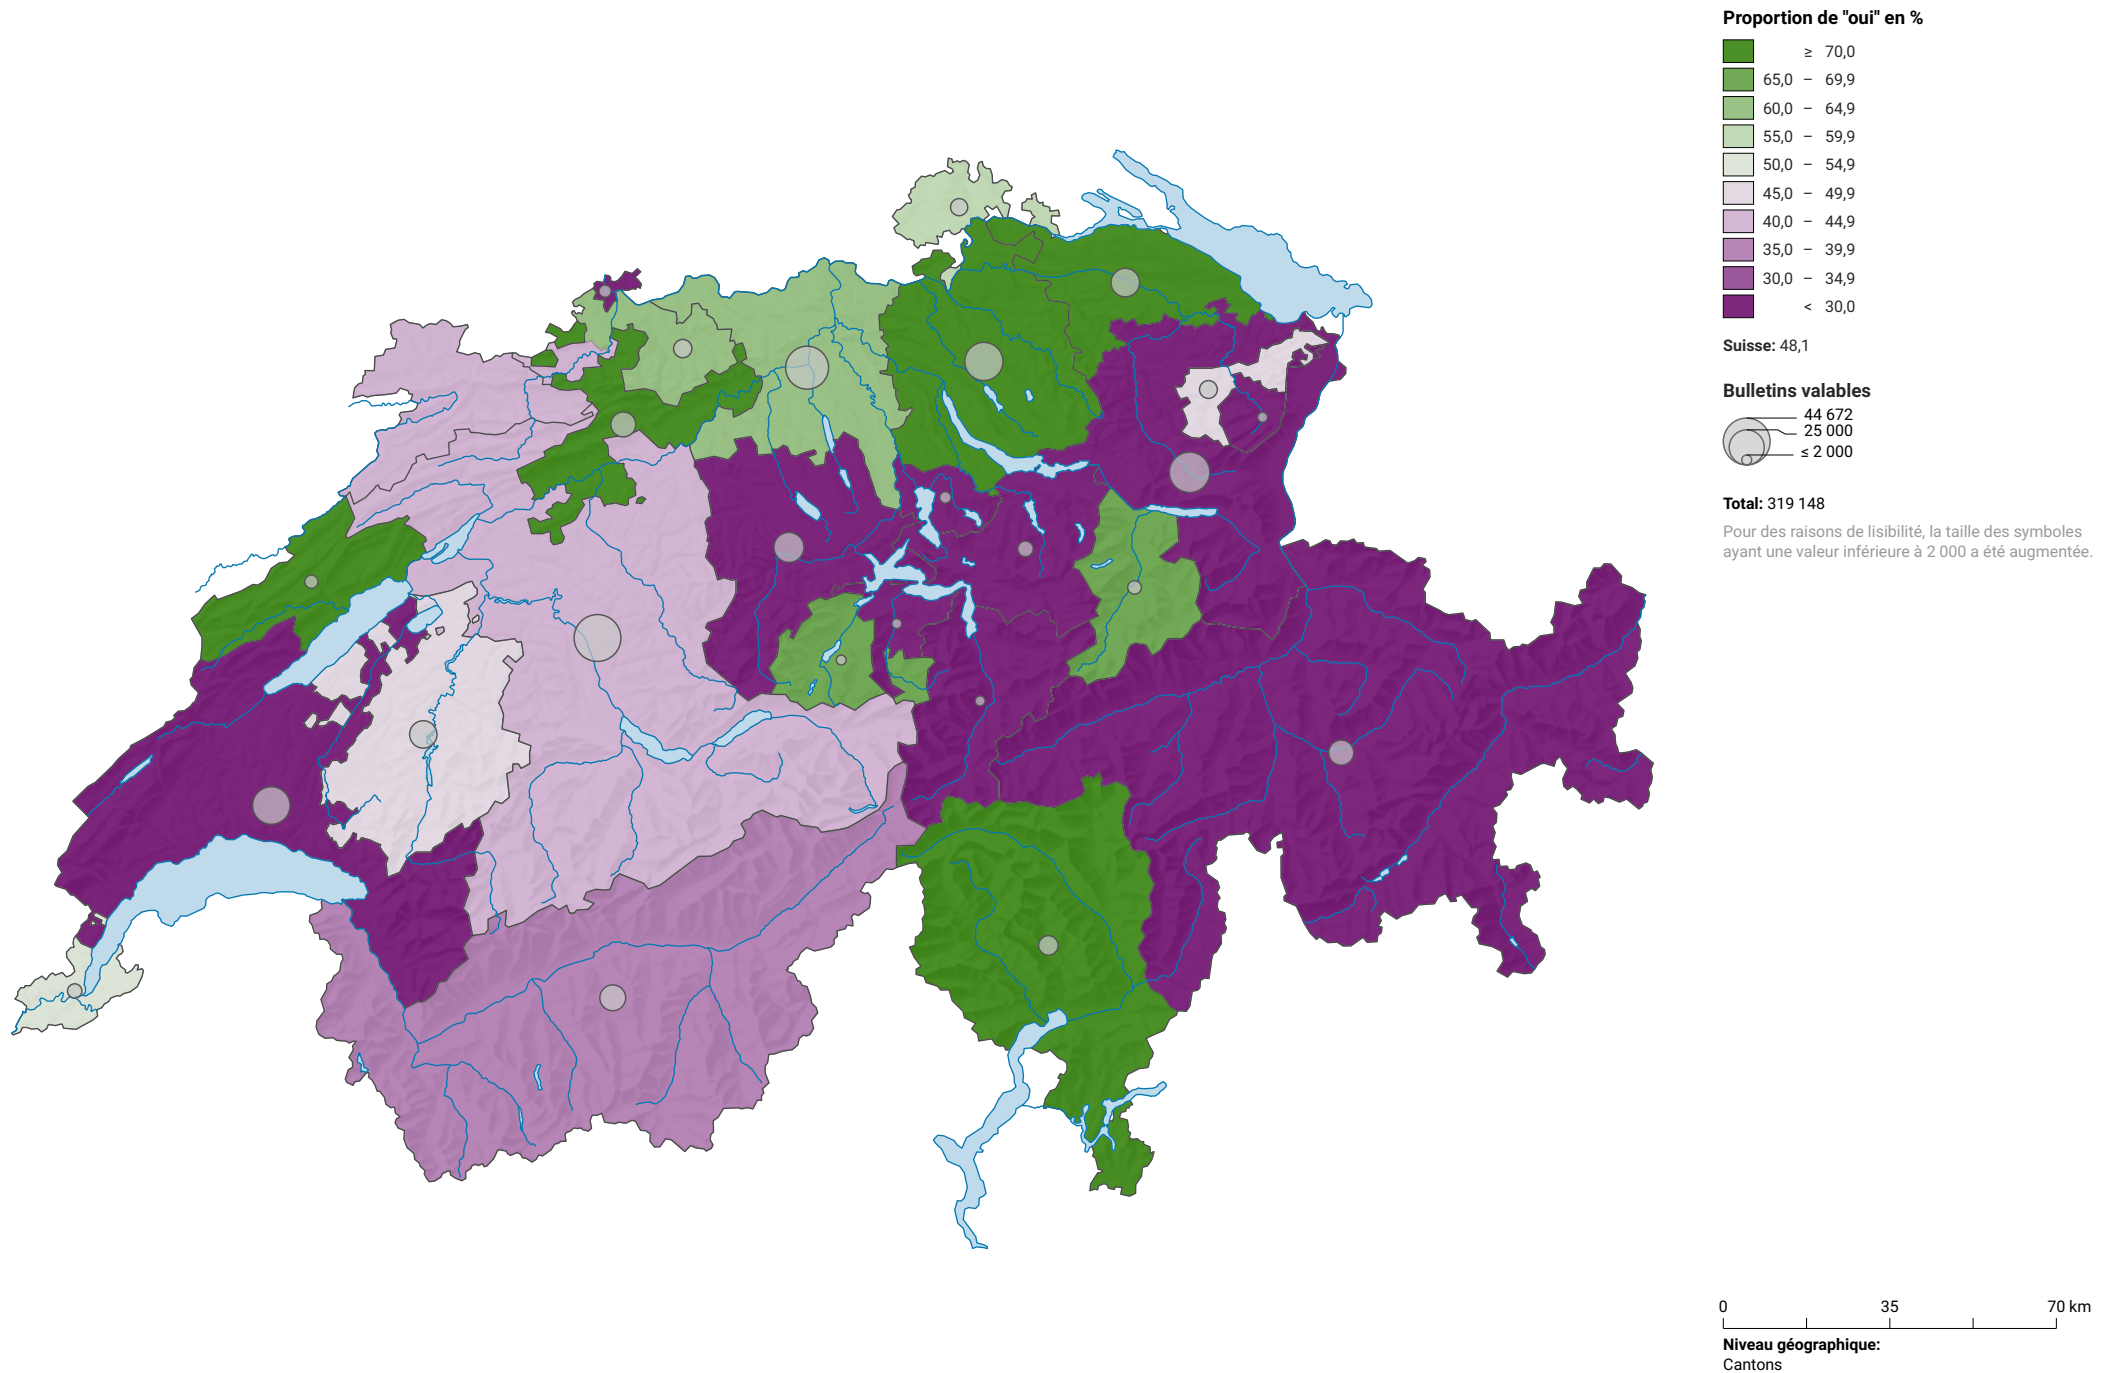 Proportion de "oui" en %
≥ 70,0
65,0 – 69,9
60,0 – 64,9
55,0 – 59,9
50,0 – 54,9
45,0 – 49,9
40,0 – 44,9
35,0 – 39,9
30,0 – 34,9
< 30,0
Suisse: 48,1
Bulletins valables
44 672
25 000
≤ 2 000
Total: 319 148
Pour des raisons de lisibilité, la taille des symboles
ayant une valeur inférieure à 2 000 a été augmentée.
0 35 70 km
Niveau géographique:
Cantons